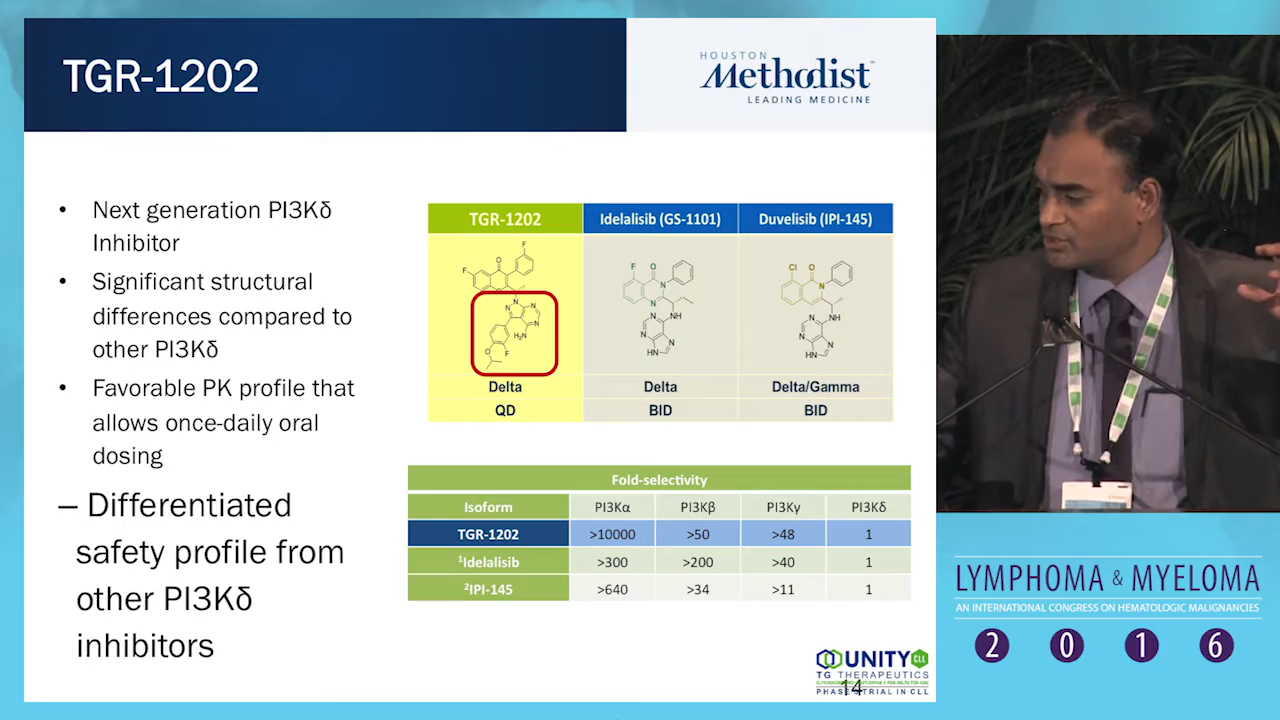 TGR-1202
HOUSTON
Methodist
LEADING MEDICINE
• Next generation PI3Kδ
Inhibitor
• Significant structural
differences compared to
other PI3Kδ
• Favorable PK profile that
allows once-daily oral
dosing
– Differentiated
safety profile from
other PI3Kδ
inhibitors
TGR-1202 Idelalisib (GS-1101) Duvelisib (IPI-145)
Delta Delta Delta/Gamma
QD BID BID
Fold-selectivity
Isoform PI3Kα PI3Kβ PI3Kγ PI3Kδ
TGR-1202 >10000 >50 >48 1
¹Idelalisib >300 >200 >40 1
²IPI-145 >640 >34 >11 1
UNITY CLL
TG THERAPEUTICS
PHASE 3 TRIAL IN CLL
14
LYMPHOMA & MYELOMA
AN INTERNATIONAL CONGRESS ON HEMATOLOGIC MALIGNANCIES
2 0 1 6